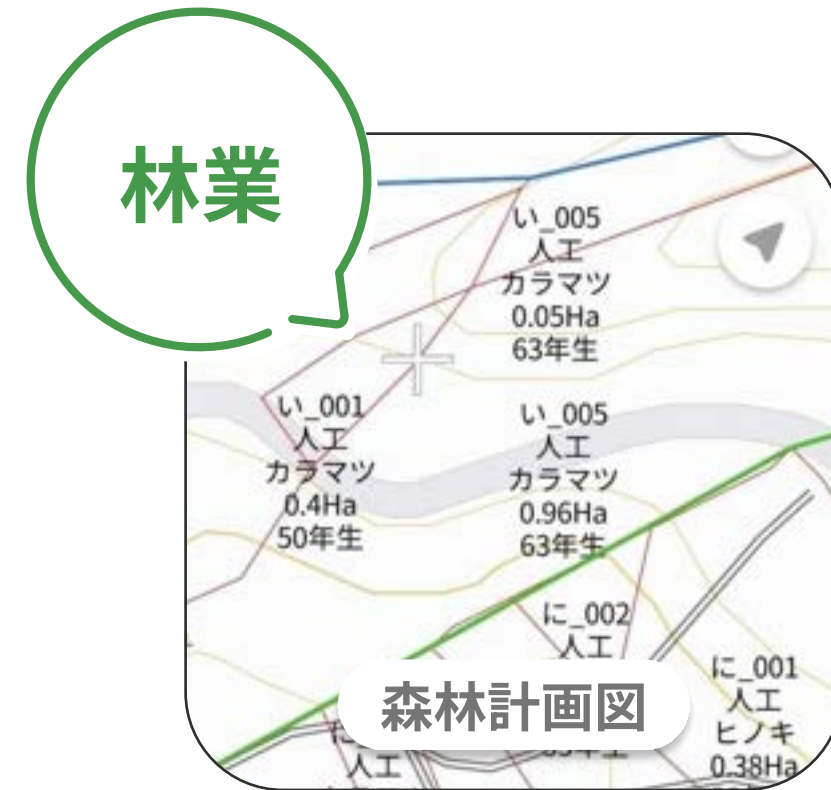 林業
い_005
人工
カラマツ
0.05Ha
63年生
い_001
人工
カラマツ
0.4Ha
50年生
い_005
人工
カラマツ
0.96Ha
63年生
に_002
人工
に_001
人工
ヒノキ
0.38Ha
森林計画図
人工